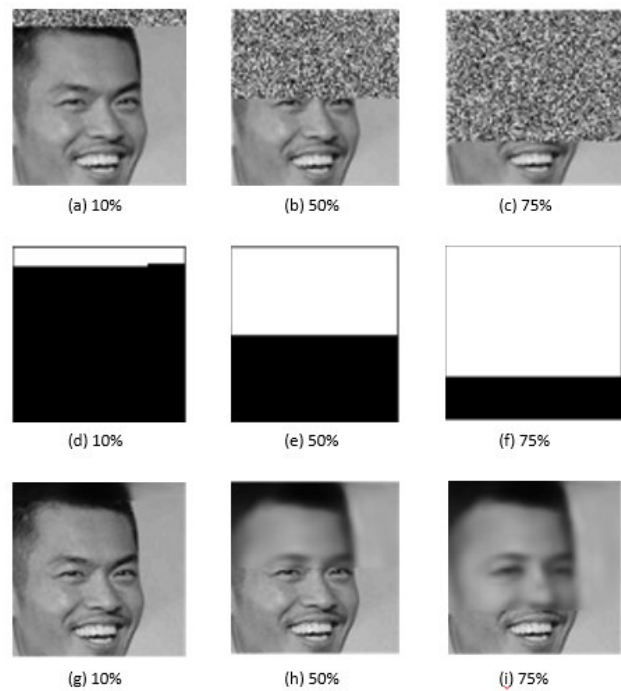 (a) 10%
(b) 50%
(c) 75%
(d) 10%
(e) 50%
(f) 75%
(g) 10%
(h) 50%
(i) 75%